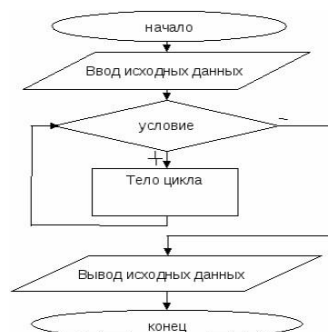 начало
Ввод исходных данных
условие
Тело цикла
Вывод исходных данных
конец